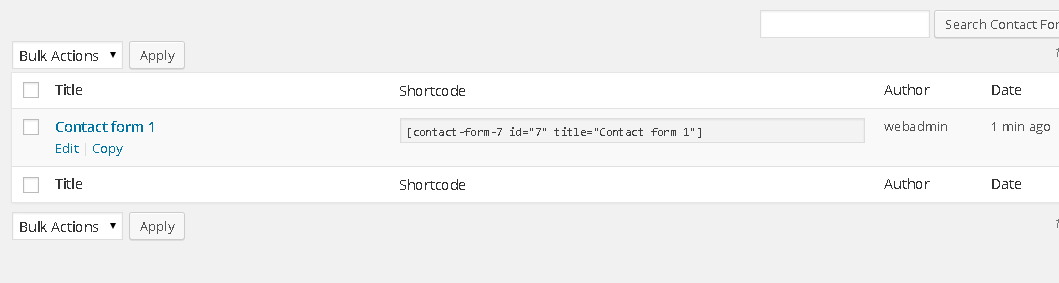 Search Contact For
Bulk Actions Apply
Title Shortcode Author Date
Contact form 1 [contact-form-7 id="7" title="Contact form 1"] webadmin 1 min ago
Edit | Copy
Title Shortcode Author Date
Bulk Actions Apply